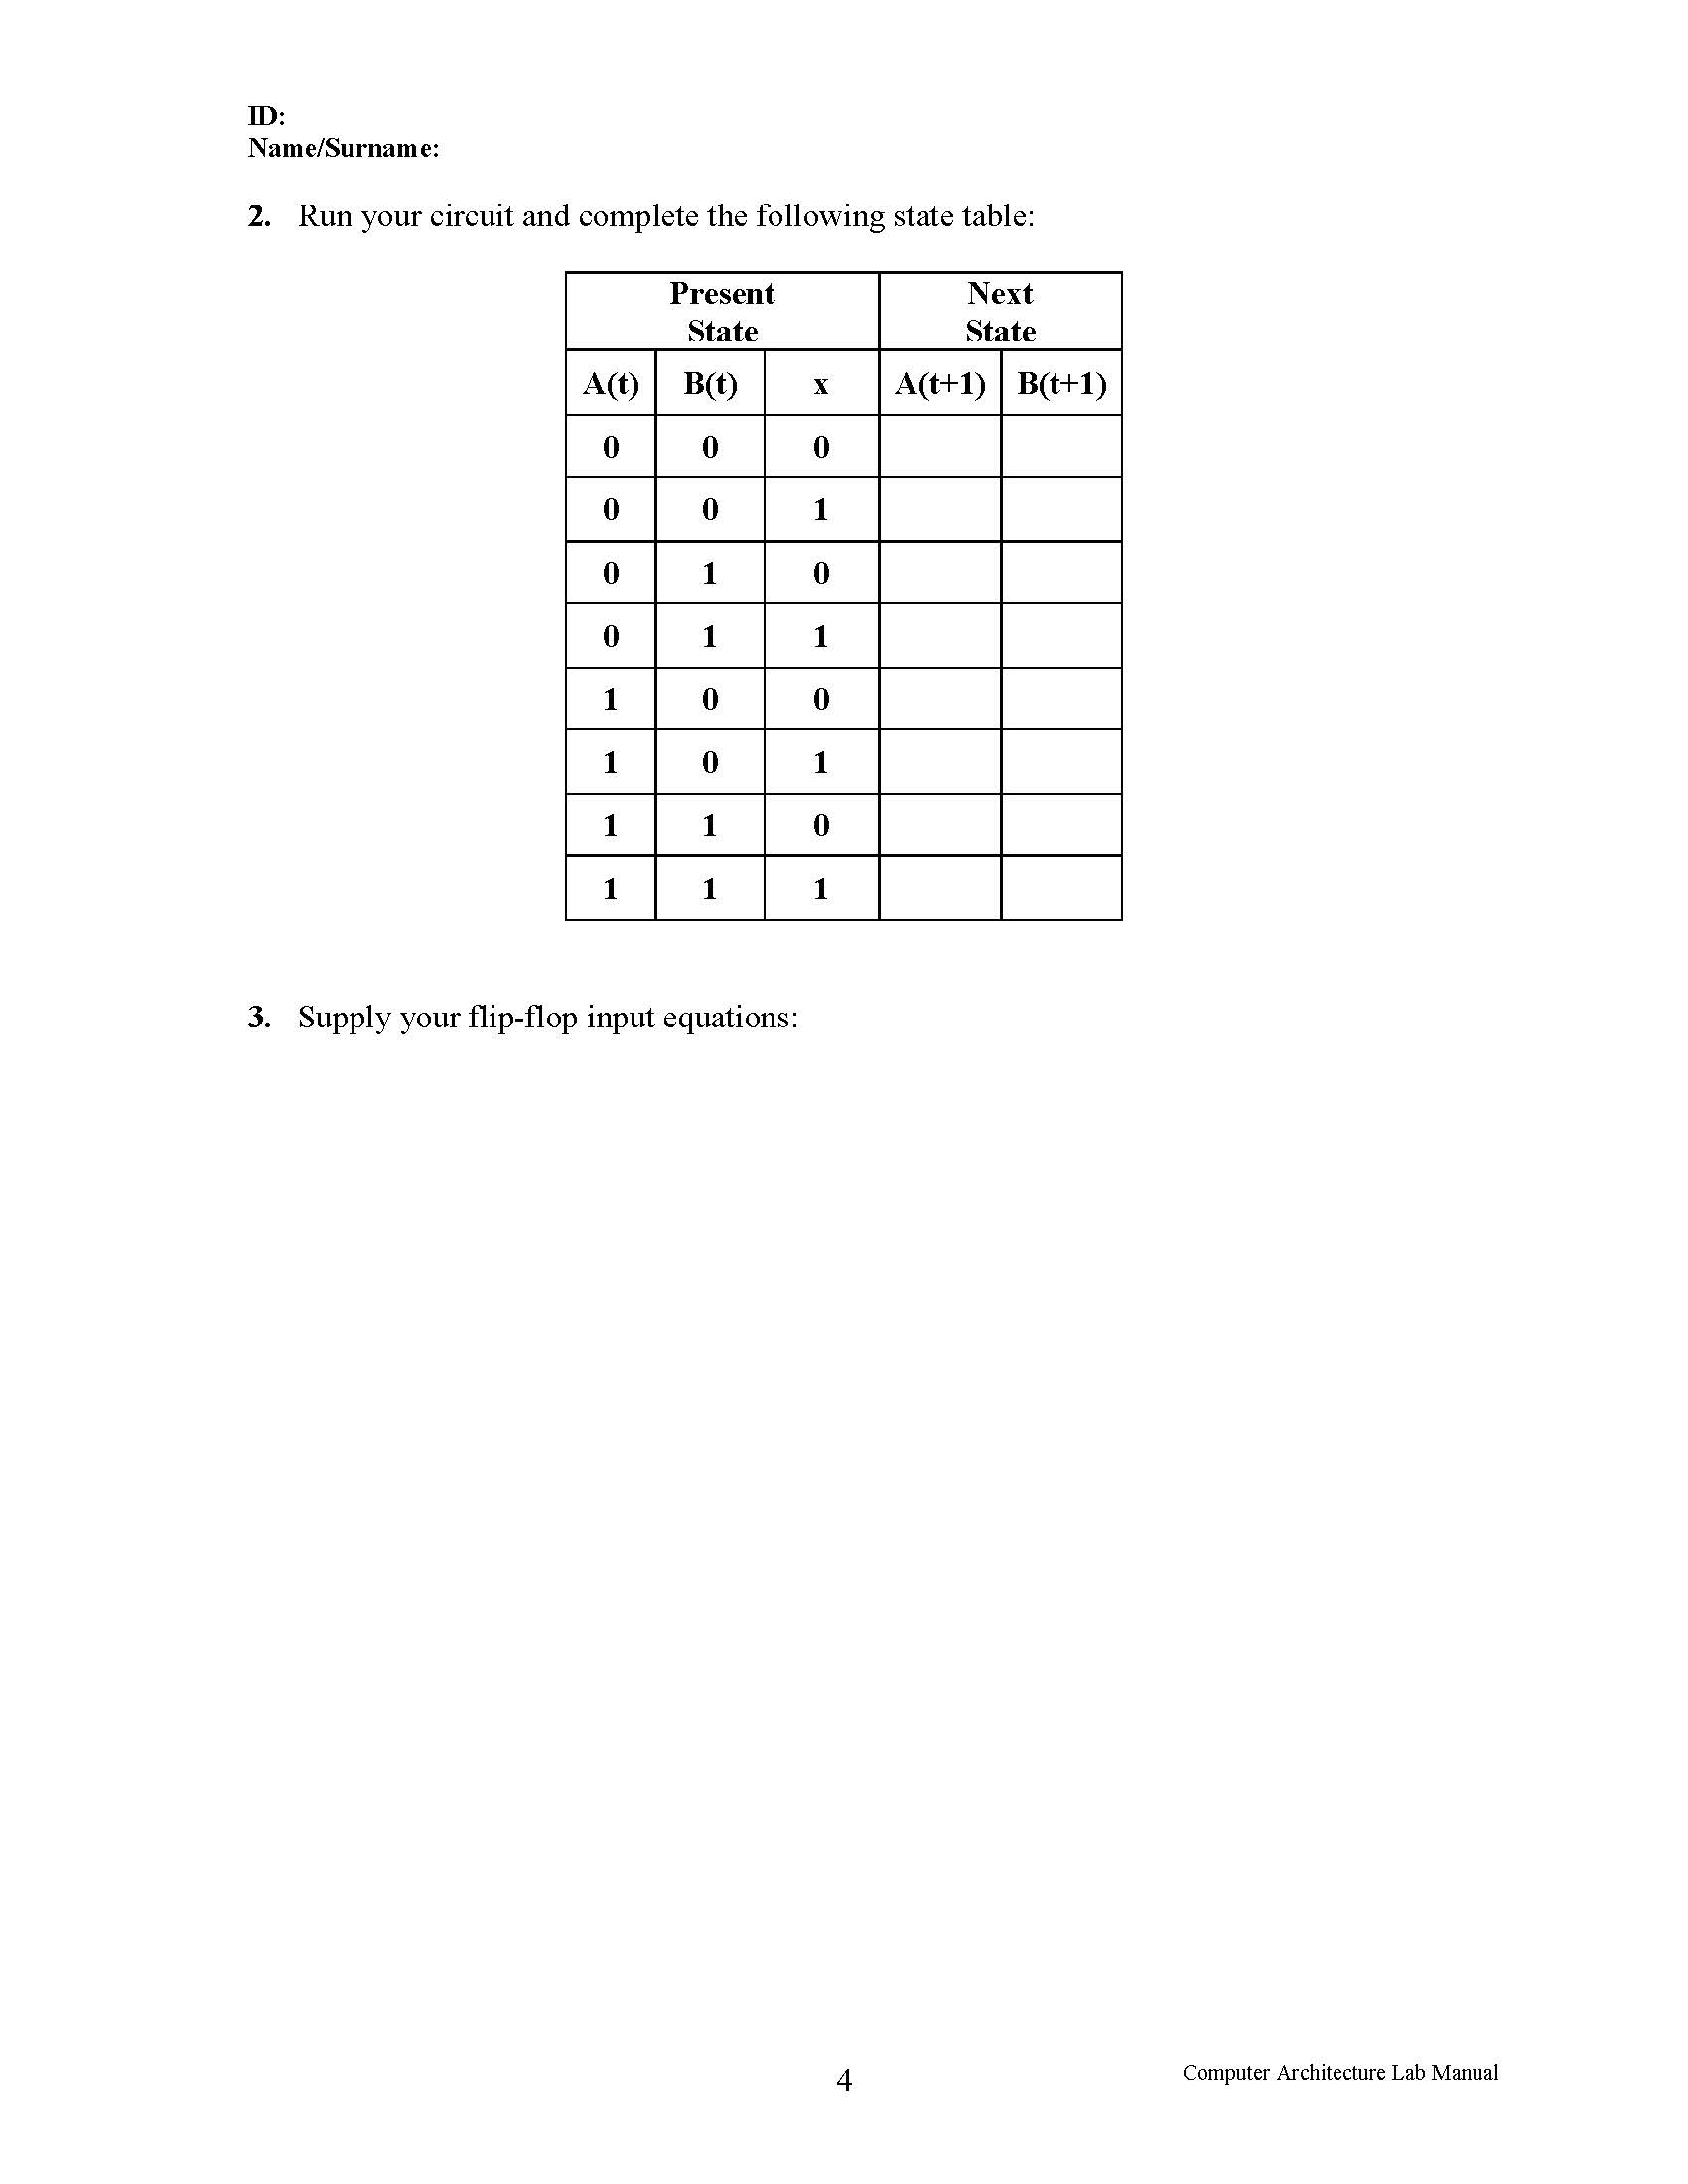 ID:
Name/Surname:
2. Run your circuit and complete the following state table:
Present Next
State State
A(t) B(t) x A(t+1) B(t+1)
0 0 0
0 0 1
0 1 0
0 1 1
1 0 0
1 0 1
1 1 0
1 1 1
3. Supply your flip-flop input equations:
4 Computer Architecture Lab Manual